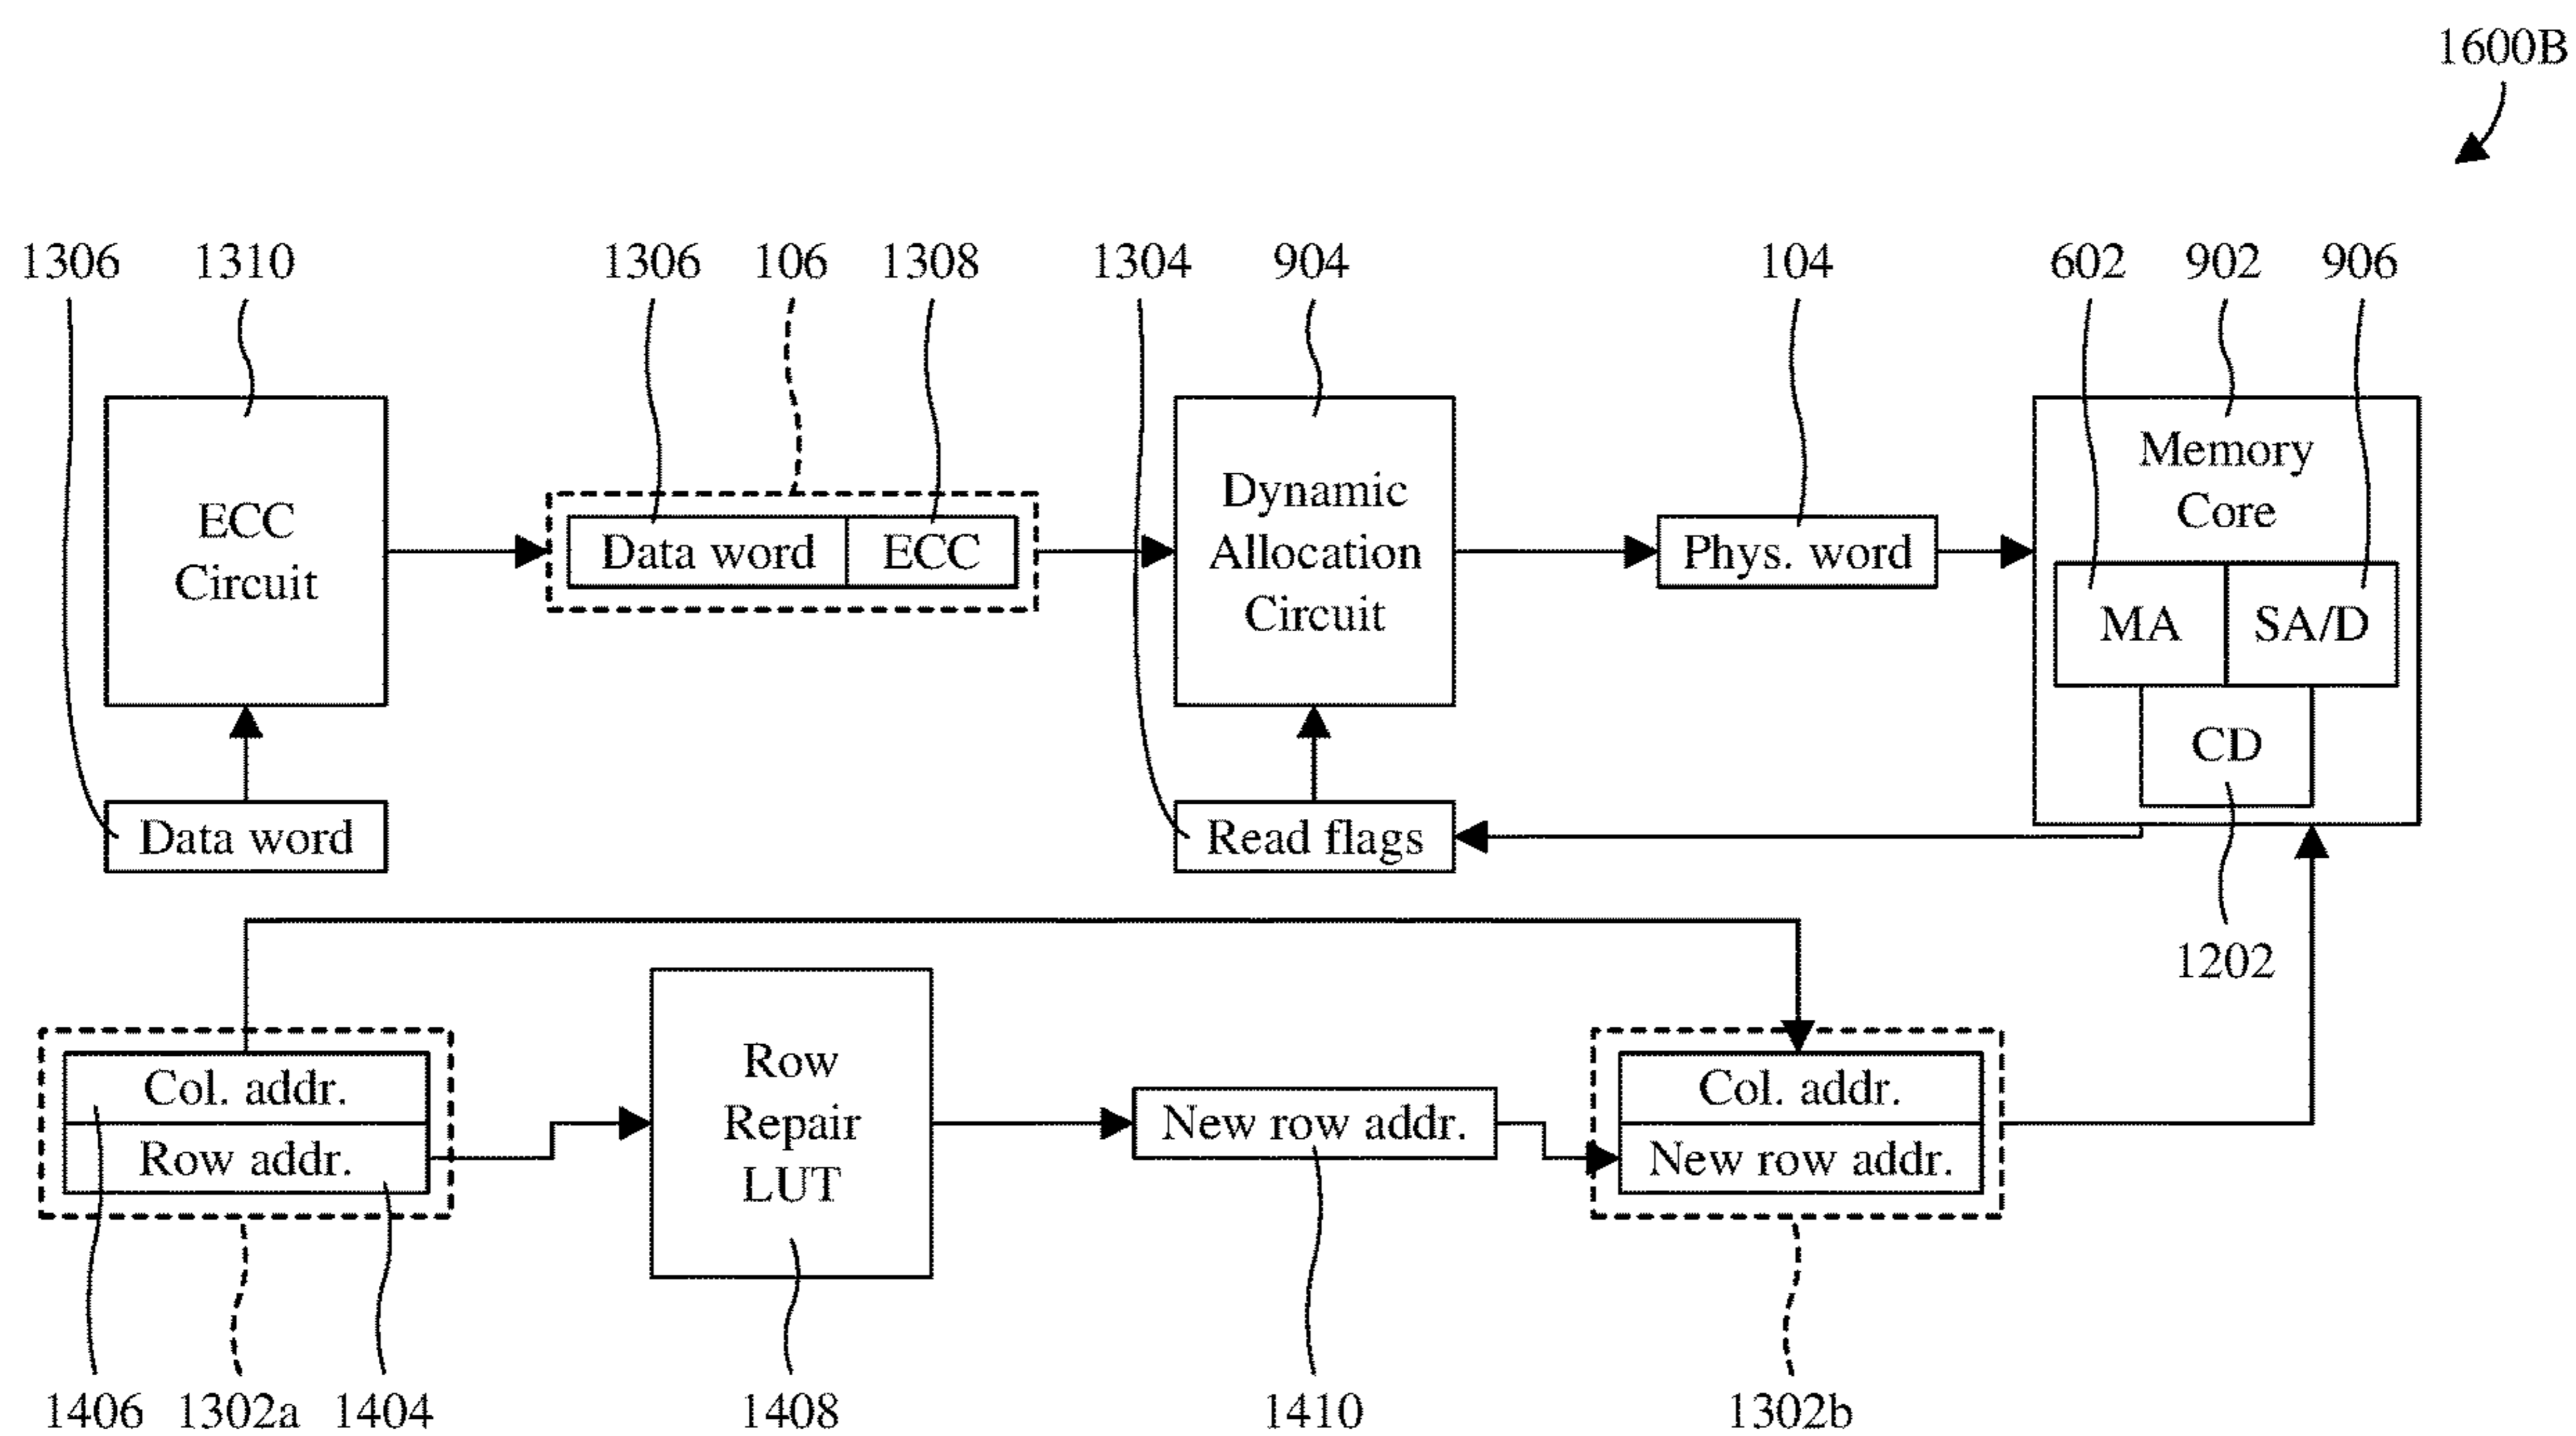 1600B
1306 1310 1306 106 1308 1304 904 104 602 902 906
ECC
Circuit
Data word ECC
Dynamic
Allocation
Circuit
Phys. word
Memory
Core
MA SA/D
CD
Data word
Read flags
1202
Col. addr.
Row addr.
Row
Repair
LUT
New row addr.
Col. addr.
New row addr.
1406 1302a 1404 1408 1410 1302b